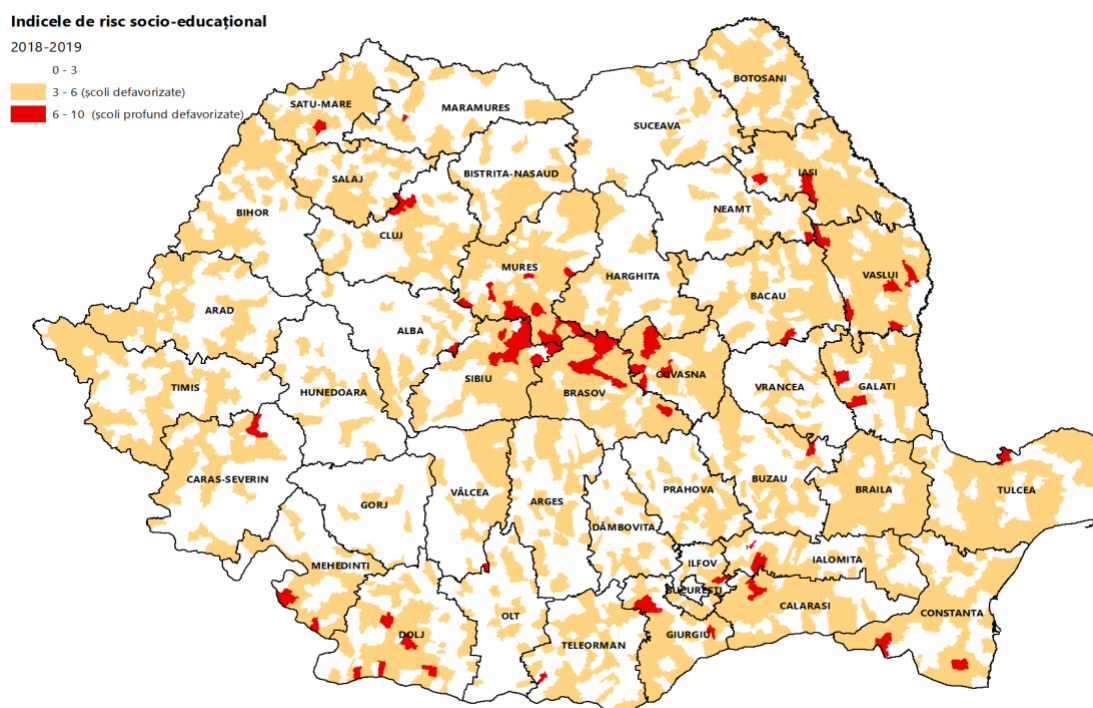 Indicele de risc socio-educațional
2018-2019
0 - 3
3 - 6 (școli defavorizate)
6 - 10 (școli profund defavorizate)
BOTOSANI
SATU-MARE
MARAMURES
SUCEAVA
SALAJ
BISTRITA-NASAUD
IASI
BIHOR
NEAMT
CLUJ
MURES
HARGHITA
VASLUI
BACAU
ARAD
ALBA
COVASNA
SIBIU
TIMIS
HUNEDOARA
BRASOV
VRANCEA
GALATI
CARAS-SEVERIN
BUZAU
PRAHOVA
BRAILA
TULCEA
VÂLCEA
ARGES
GORJ
DÂMBOVITA
MEHEDINTI
ILFOV
IALOMITA
BUCURESTI
CALARASI
CONSTANTA
OLT
DOLJ
GIURGIU
TELEORMAN